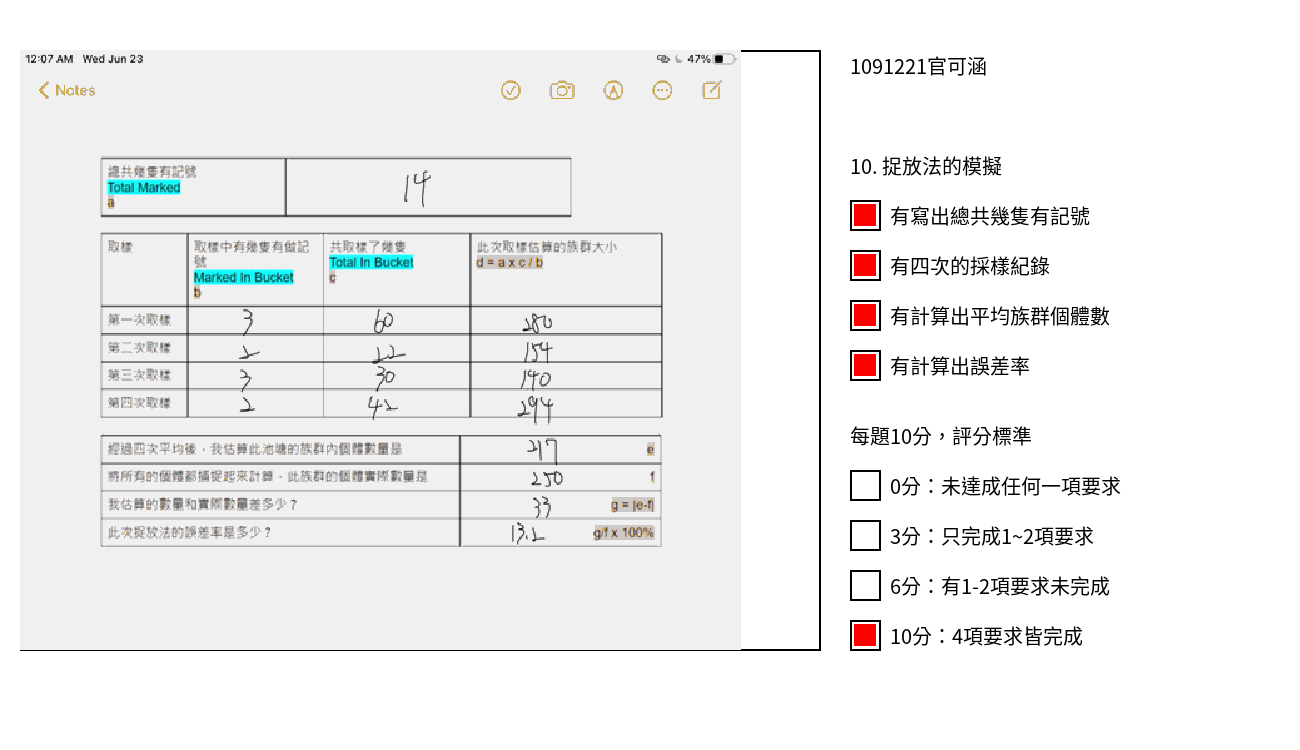 12:07 AM Wed Jun 23
47%
Notes
總共幾隻有記號
Total Marked
a
14
取樣
取樣中有幾隻有做記號
Marked In Bucket
b
共取樣了幾隻
Total In Bucket
c
此次取樣估算的族群大小
d = a x c / b
第一次取樣 3 60 280
第二次取樣 2 22 154
第三次取樣 3 30 140
第四次取樣 2 42 294
經過四次平均後，我估算此池塘的族群內個體數量是 217 e
將所有的個體都捕捉起來計算，此族群的個體實際數量是 250 f
我估算的數量和實際數量差多少？ 33 g = |e-f|
此次捉放法的誤差率是多少？ 13.2 g/f x 100%
1091221官可涵
10. 捉放法的模擬
有寫出總共幾隻有記號
有四次的採樣紀錄
有計算出平均族群個體數
有計算出誤差率
每題10分，評分標準
0分：未達成任何一項要求
3分：只完成1~2項要求
6分：有1-2項要求未完成
10分：4項要求皆完成